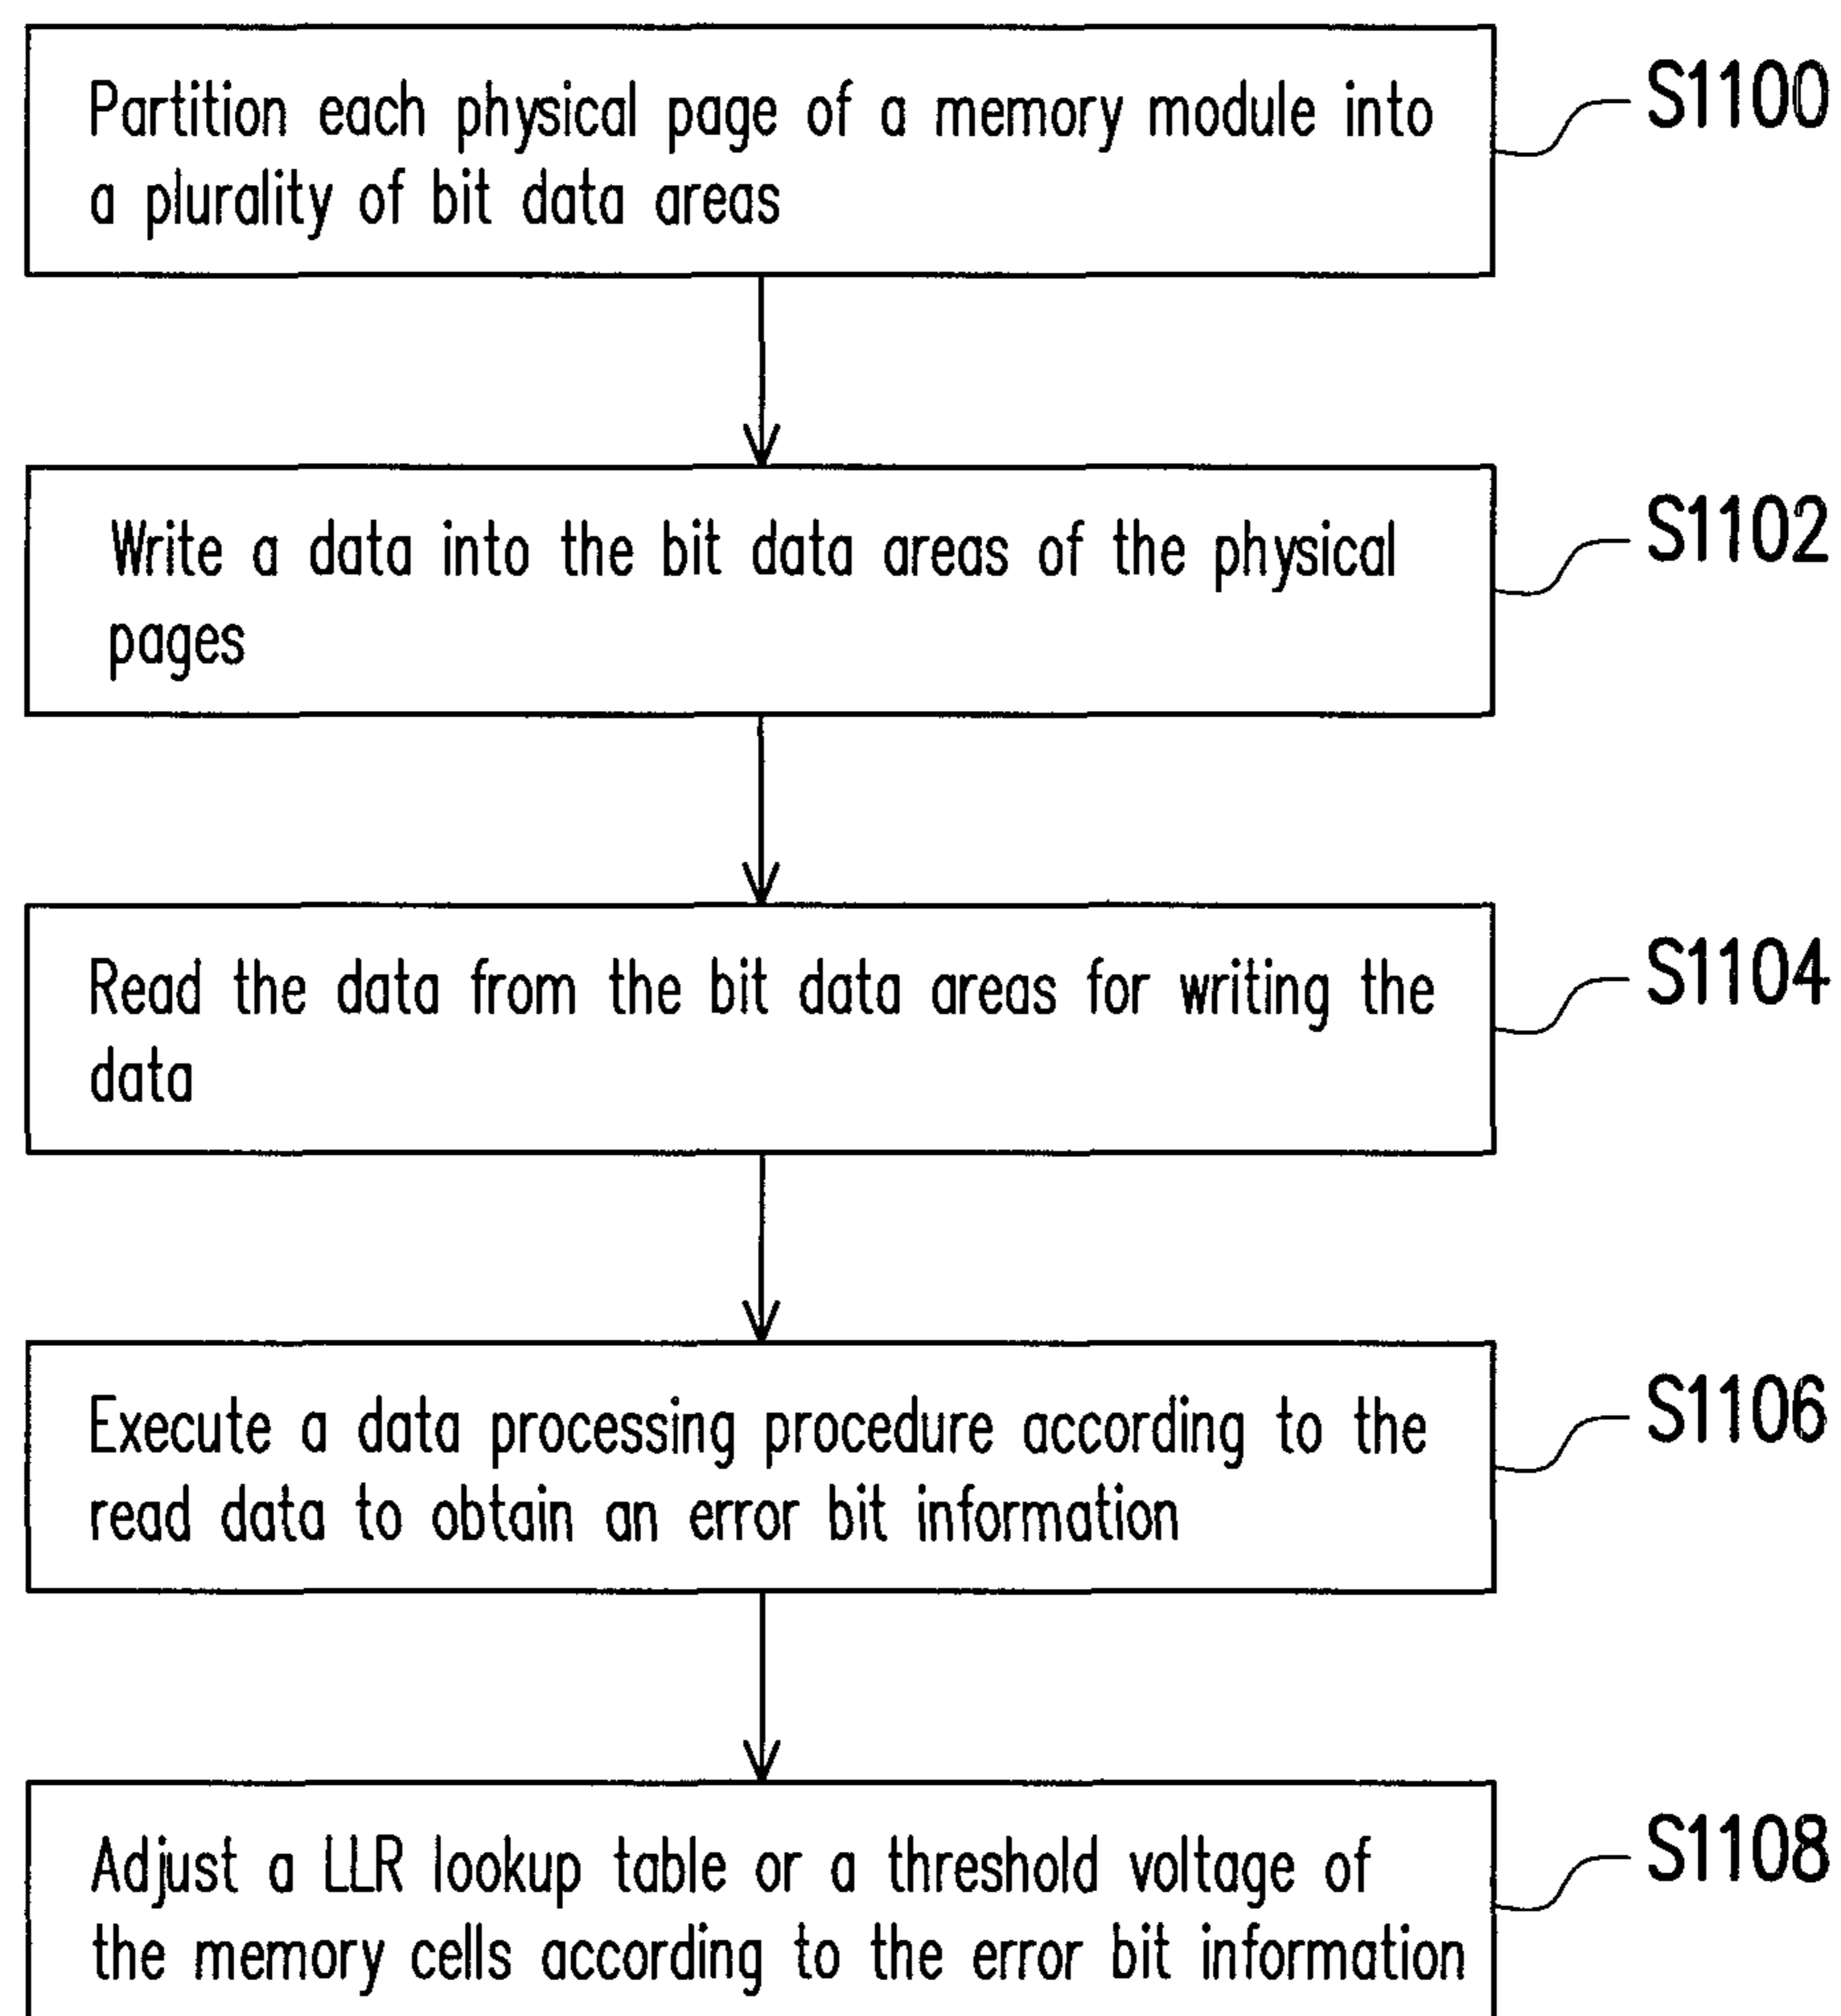 Partition each physical page of a memory module into
a plurality of bit data areas
S1100
Write a data into the bit data areas of the physical
pages
S1102
Read the data from the bit data areas for writing the
data
S1104
Execute a data processing procedure according to the
read data to obtain an error bit information
S1106
Adjust a LLR lookup table or a threshold voltage of
the memory cells according to the error bit information
S1108